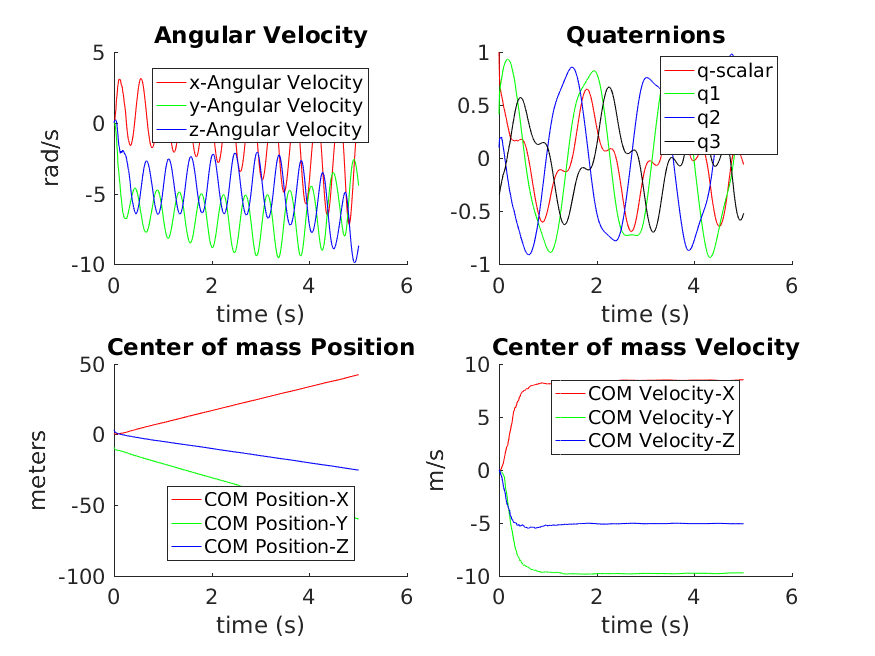 Angular Velocity
5
0
-5
-10
rad/s
x-Angular Velocity
y-Angular Velocity
z-Angular Velocity
0
2
4
6
time (s)
Quaternions
1
0.5
0
-0.5
-1
q-scalar
q1
q2
q3
0
2
4
6
time (s)
Center of mass Position
50
0
-50
-100
meters
COM Position-X
COM Position-Y
COM Position-Z
0
2
4
6
time (s)
Center of mass Velocity
10
5
0
-5
-10
m/s
COM Velocity-X
COM Velocity-Y
COM Velocity-Z
0
2
4
6
time (s)